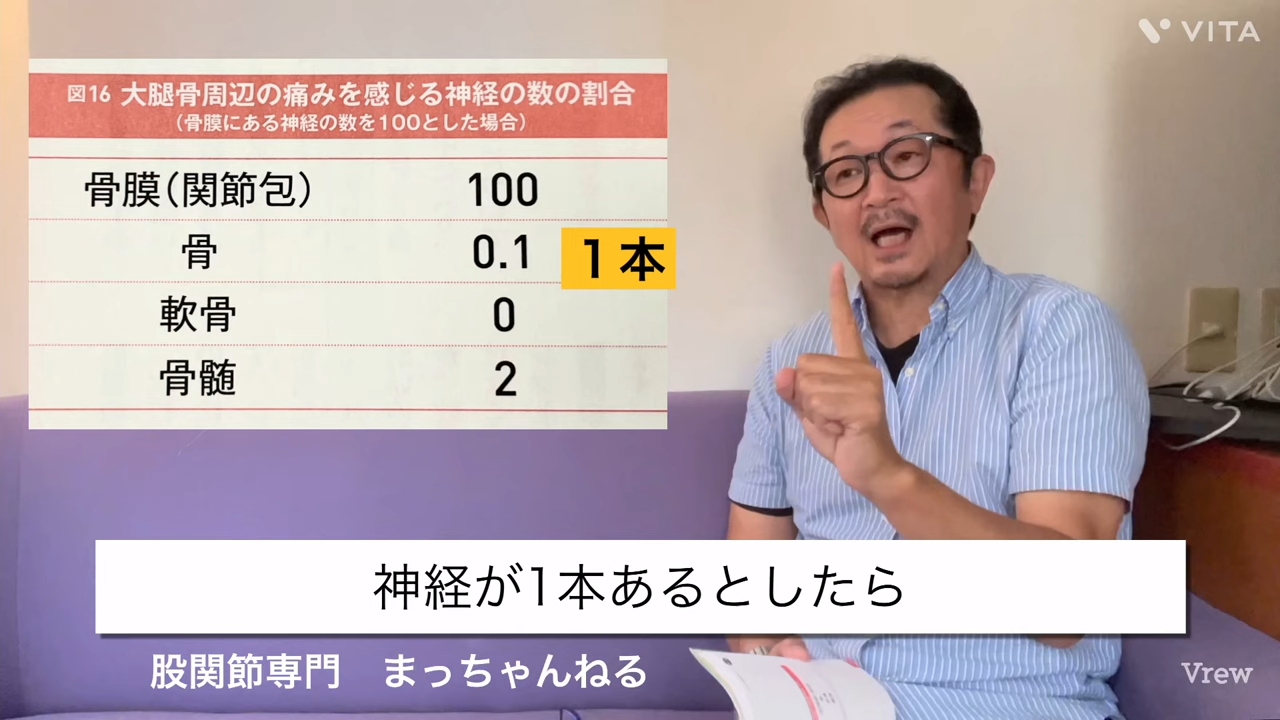 VITA
図16 大腿骨周辺の痛みを感じる神経の数の割合
(骨膜にある神経の数を100とした場合)
骨膜(関節包) 100
骨 0.1
1本
軟骨 0
骨髄 2
神経が1本あるとしたら
股関節専門 まっちゃんねる
Vrew